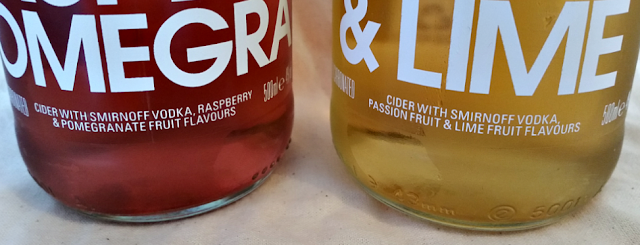 OMEGRA
500ml e
CIDER WITH SMIRNOFF VODKA, RASPBERRY
& POMEGRANATE FRUIT FLAVOURS
& LIME
ONATED
500ml e
CIDER WITH SMIRNOFF VODKA,
PASSION FRUIT & LIME FRUIT FLAVOURS